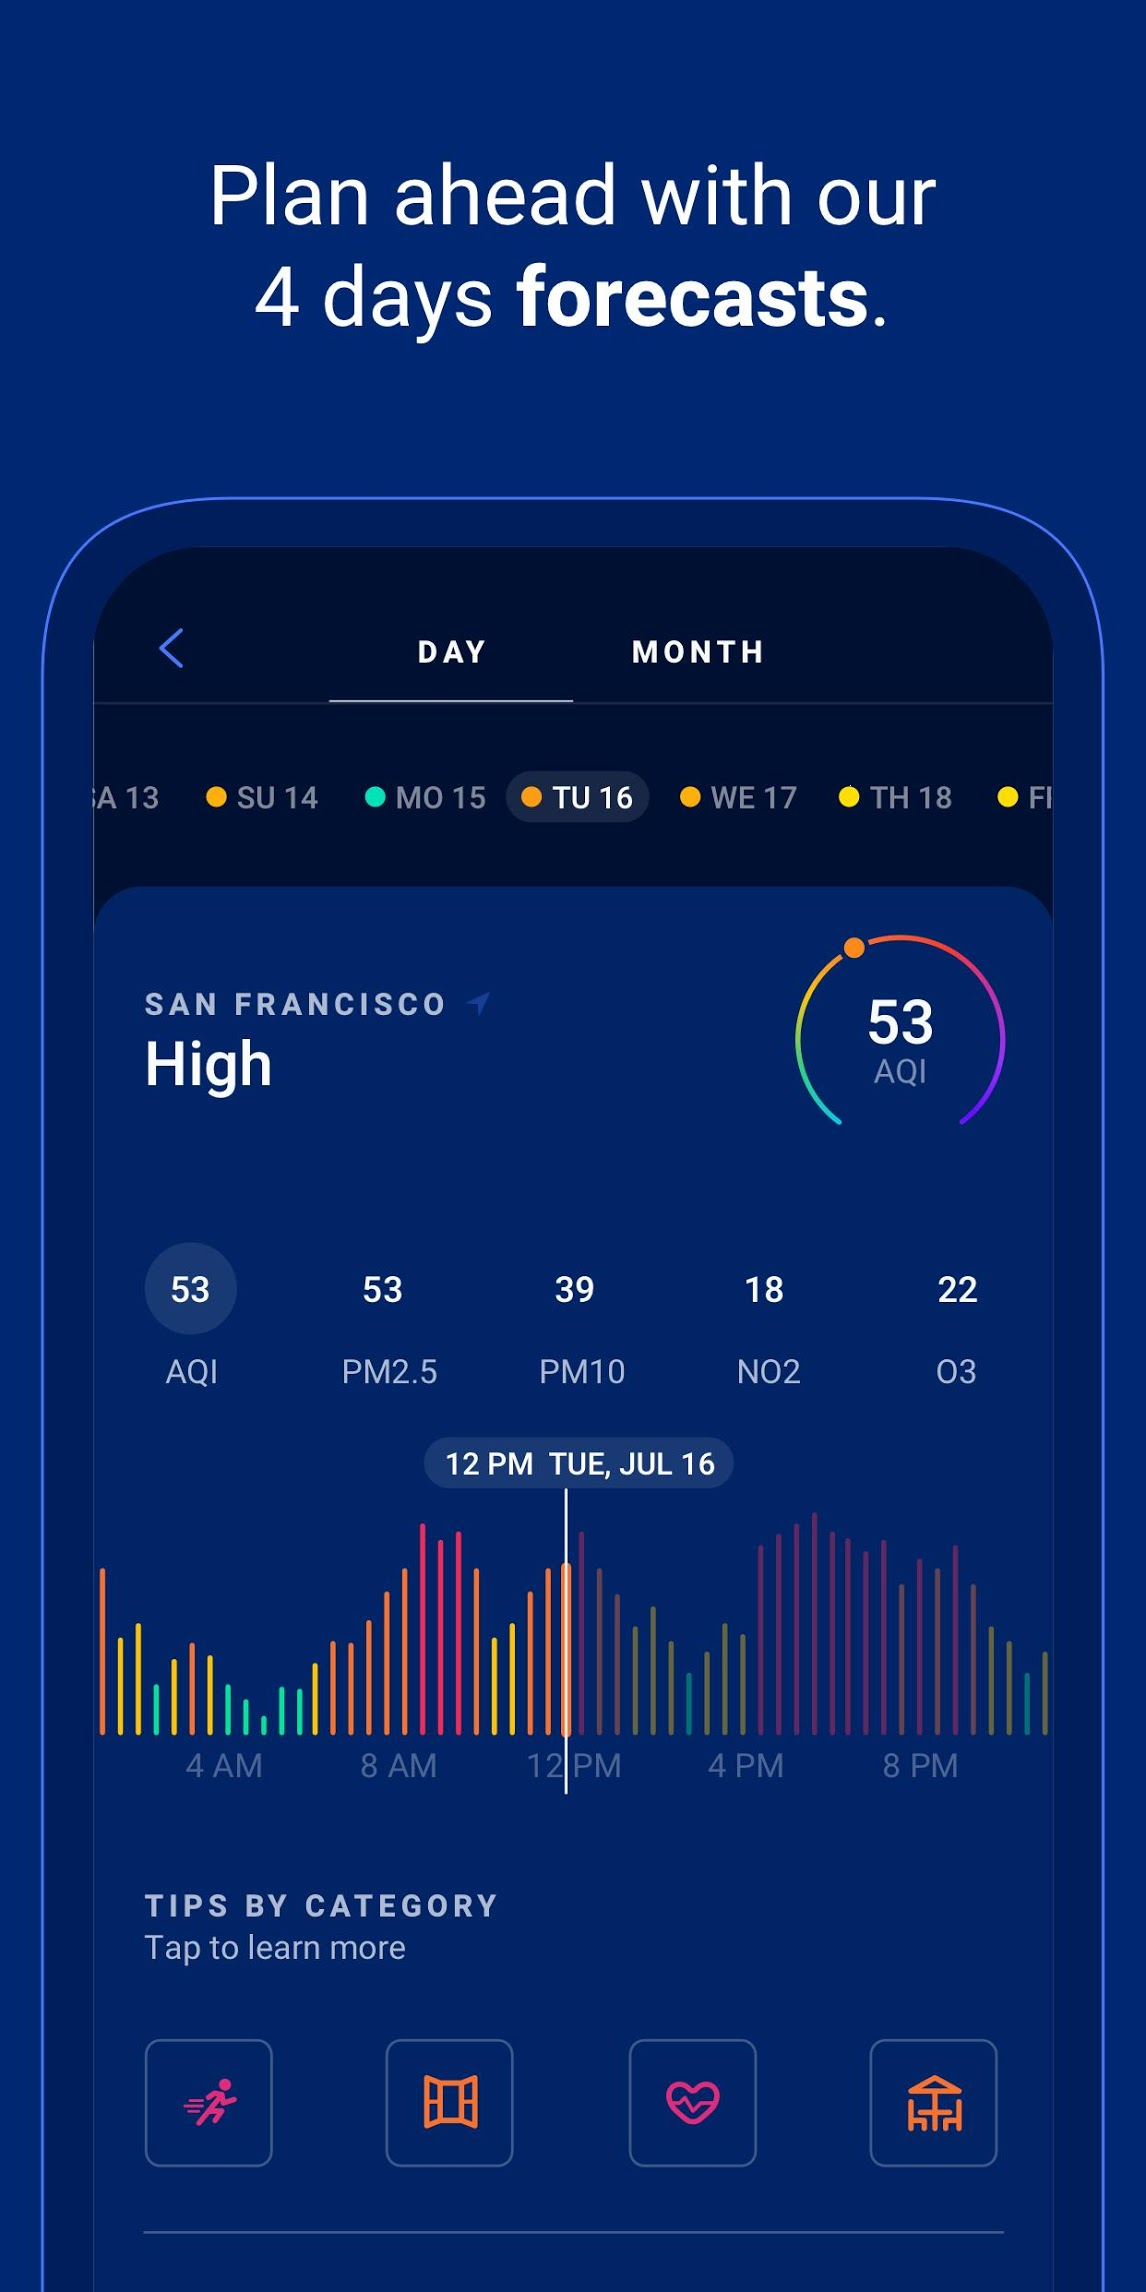 Plan ahead with our
4 days forecasts.
DAY MONTH
SA 13 SU 14 MO 15 TU 16 WE 17 TH 18
SAN FRANCISCO
High
53
AQI
53 53 39 18 22
AQI PM2.5 PM10 NO2 O3
12 PM TUE, JUL 16
4 AM 8 AM 12 PM 4 PM 8 PM
TIPS BY CATEGORY
Tap to learn more